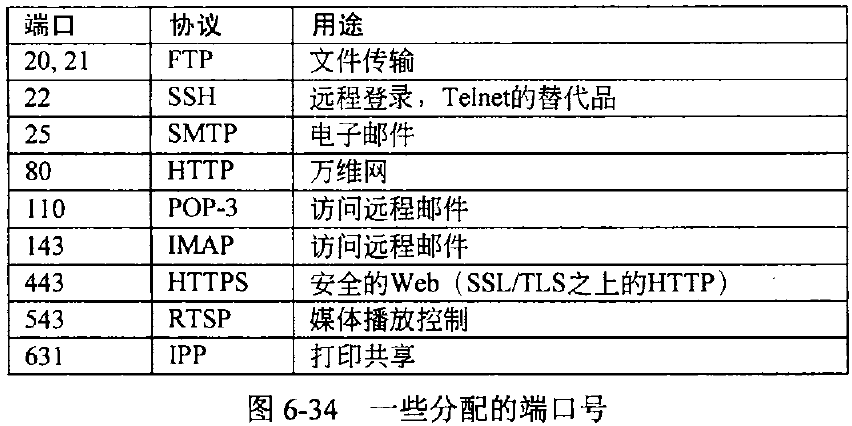 端口 协议 用途
20, 21 FTP 文件传输
22 SSH 远程登录，Telnet的替代品
25 SMTP 电子邮件
80 HTTP 万维网
110 POP-3 访问远程邮件
143 IMAP 访问远程邮件
443 HTTPS 安全的Web（SSL/TLS之上的HTTP）
543 RTSP 媒体播放控制
631 IPP 打印共享
图 6-34 一些分配的端口号